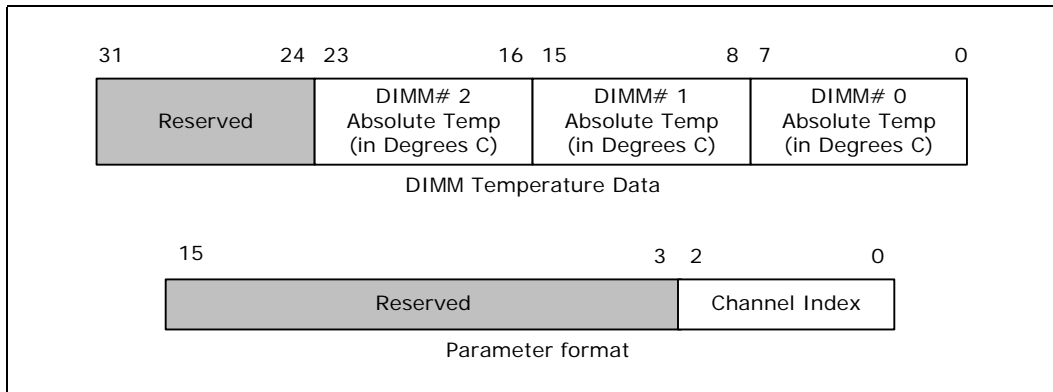 31 24 23 16 15 8 7 0
Reserved
DIMM# 2
Absolute Temp
(in Degrees C)
DIMM# 1
Absolute Temp
(in Degrees C)
DIMM# 0
Absolute Temp
(in Degrees C)
DIMM Temperature Data
15 3 2 0
Reserved
Channel Index
Parameter format